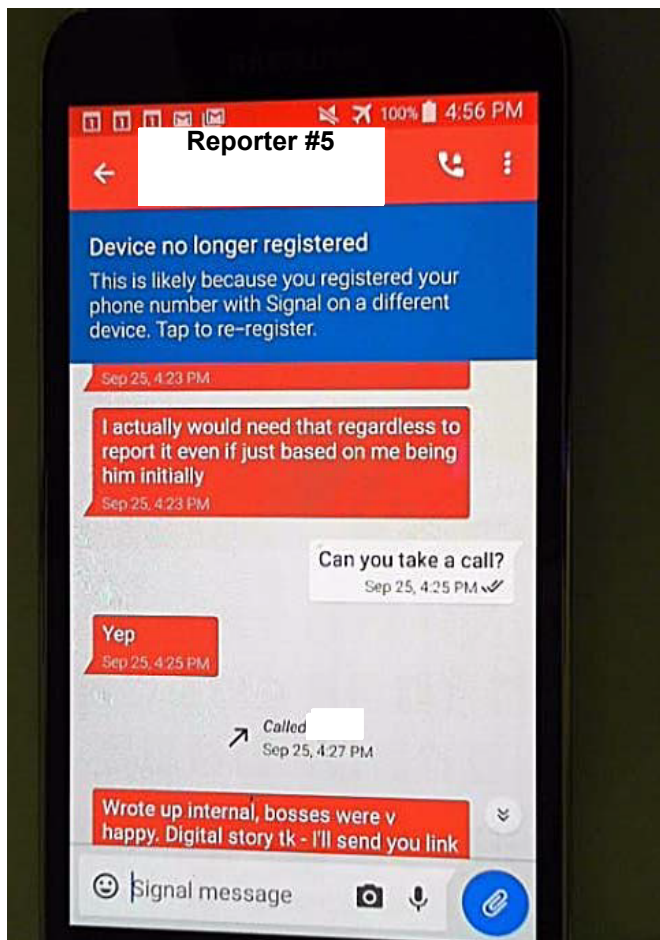 100% 4:56 PM
Reporter #5
Device no longer registered
This is likely because you registered your
phone number with Signal on a different
device. Tap to re-register.
Sep 25, 4:23 PM
I actually would need that regardless to
report it even if just based on me being
him initially
Sep 25, 4:23 PM
Can you take a call?
Sep 25, 4:25 PM
Yep
Sep 25, 4:25 PM
Called
Sep 25, 4:27 PM
Wrote up internal, bosses were v
happy. Digital story tk - I'll send you link
Signal message